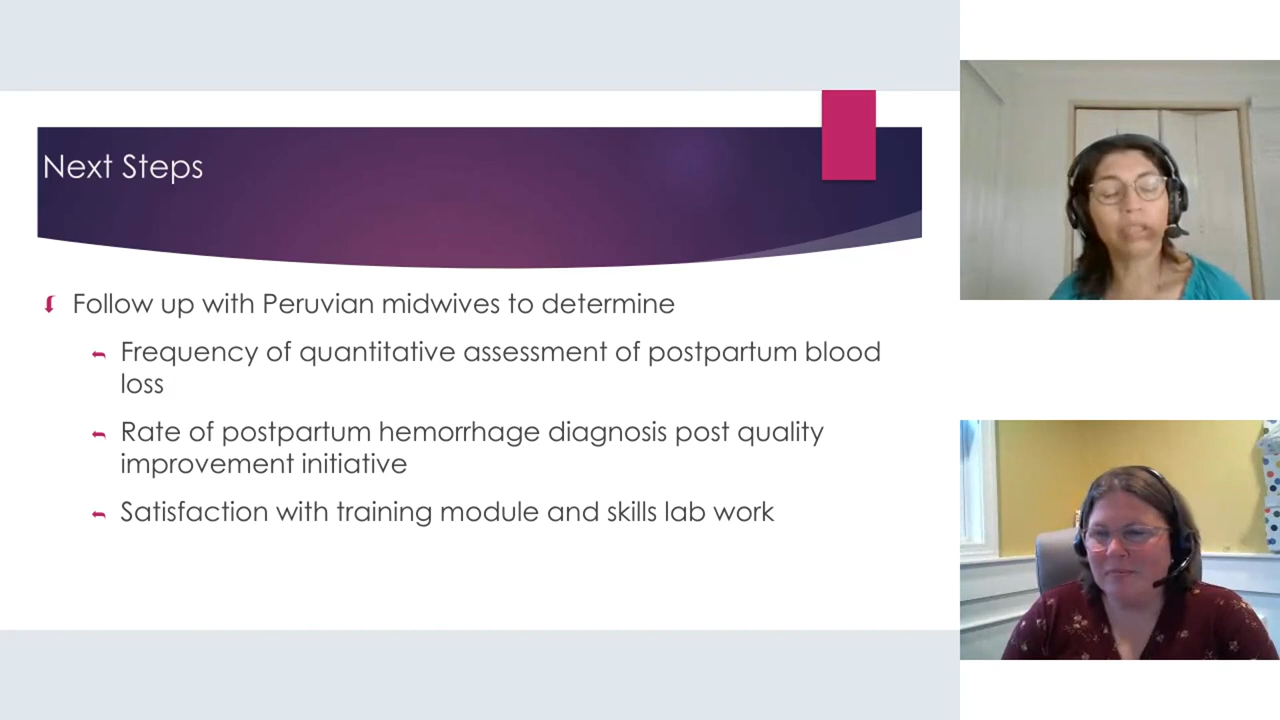 Next Steps
Follow up with Peruvian midwives to determine
Frequency of quantitative assessment of postpartum blood
loss
Rate of postpartum hemorrhage diagnosis post quality
improvement initiative
Satisfaction with training module and skills lab work